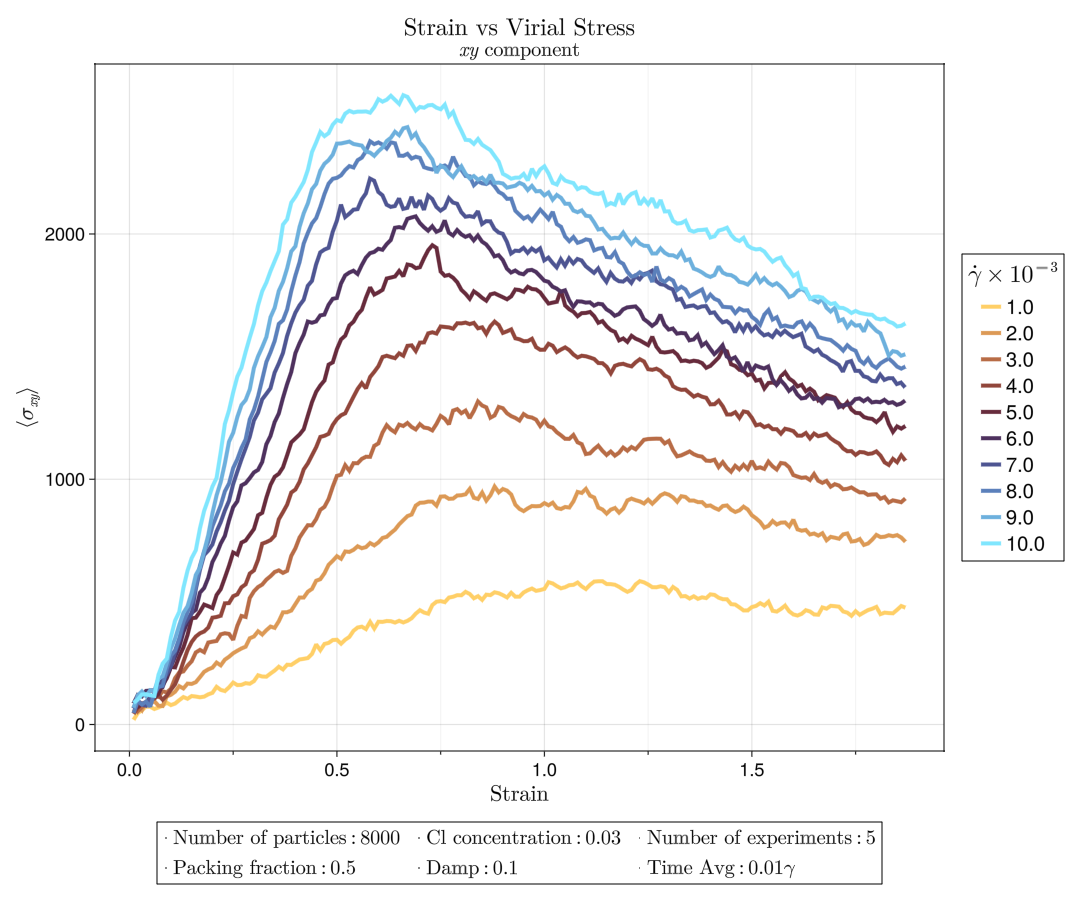 Strain vs Virial Stress
xy component
⟨σxy⟩
2000
1000
0
0.0 0.5 1.0 1.5
Strain
γ̇ × 10⁻³
1.0
2.0
3.0
4.0
5.0
6.0
7.0
8.0
9.0
10.0
· Number of particles : 8000 · Cl concentration : 0.03 · Number of experiments : 5
· Packing fraction : 0.5 · Damp : 0.1 · Time Avg : 0.01γ